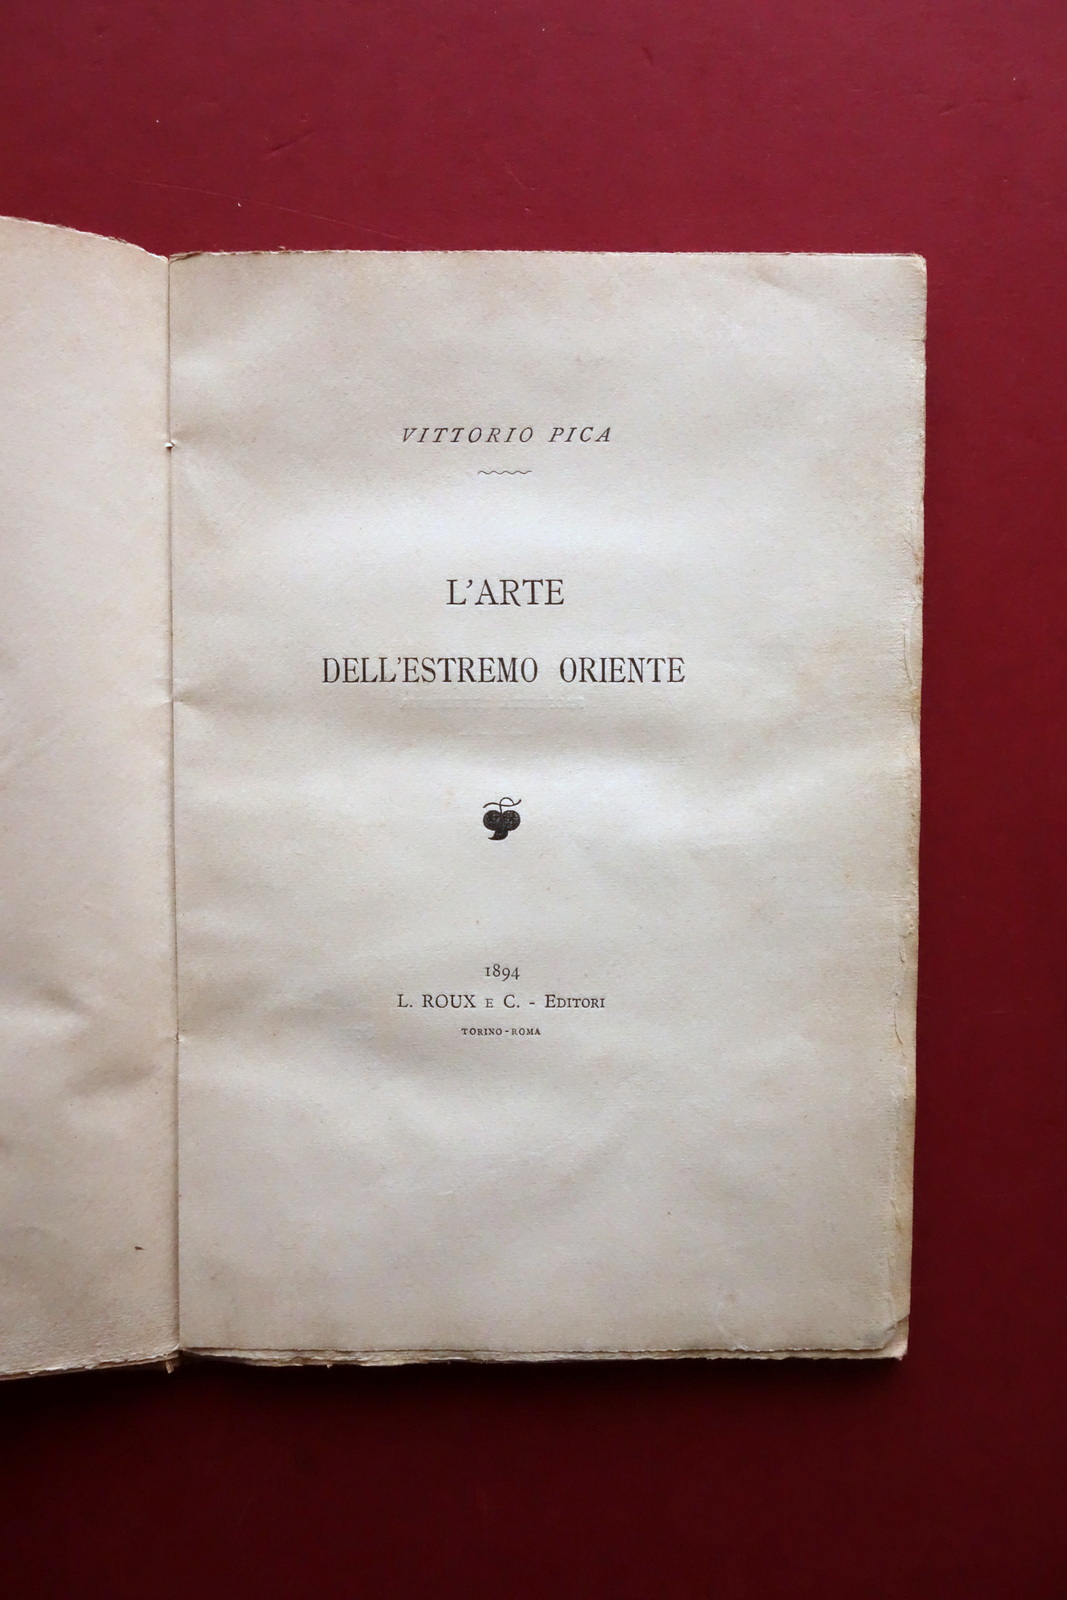 VITTORIO PICA
L'ARTE
DELL'ESTREMO ORIENTE
1894
L. ROUX E C. - EDITORI
TORINO-ROMA